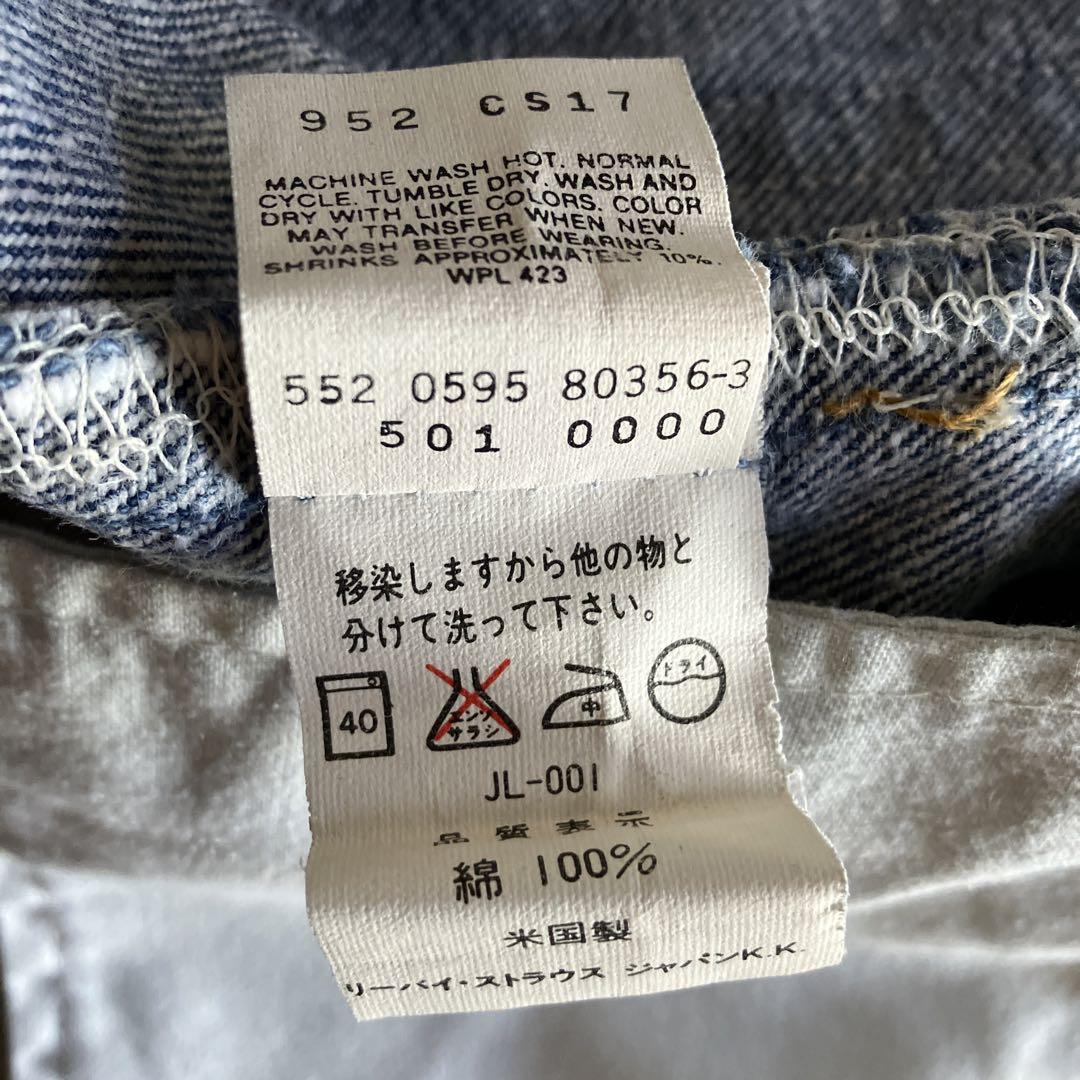 952 CS17
MACHINE WASH HOT. NORMAL
CYCLE. TUMBLE DRY. WASH AND
DRY WITH LIKE COLORS. COLOR
MAY TRANSFER WHEN NEW.
WASH BEFORE WEARING.
SHRINKS APPROXIMATELY 10%.
WPL 423
552 0595 80356-3
501 0000
移染しますから他の物と
分けて洗って下さい。
40
エンソ
サラシ
中
ドライ
JL-001
品質表示
綿 100%
米国製
リーバイ・ストラウス ジャパンK.K.